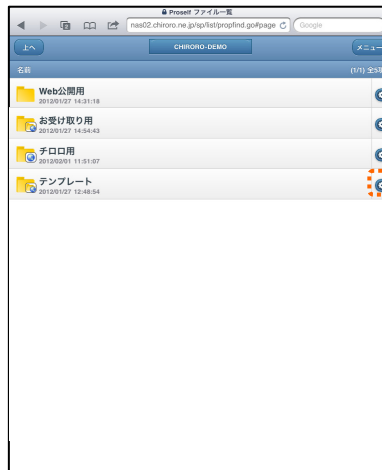 Proself ファイル一覧
nas02.chiroro.ne.jp/sp/list/propfind.go#page
Google
上へ
CHIRORO-DEMO
メニュー
名前
(1/1) 全5項
Web公開用
2012/01/27 14:31:18
お受け取り用
2012/01/27 14:54:43
チロロ用
2012/02/01 11:51:07
テンプレート
2012/01/27 12:48:54